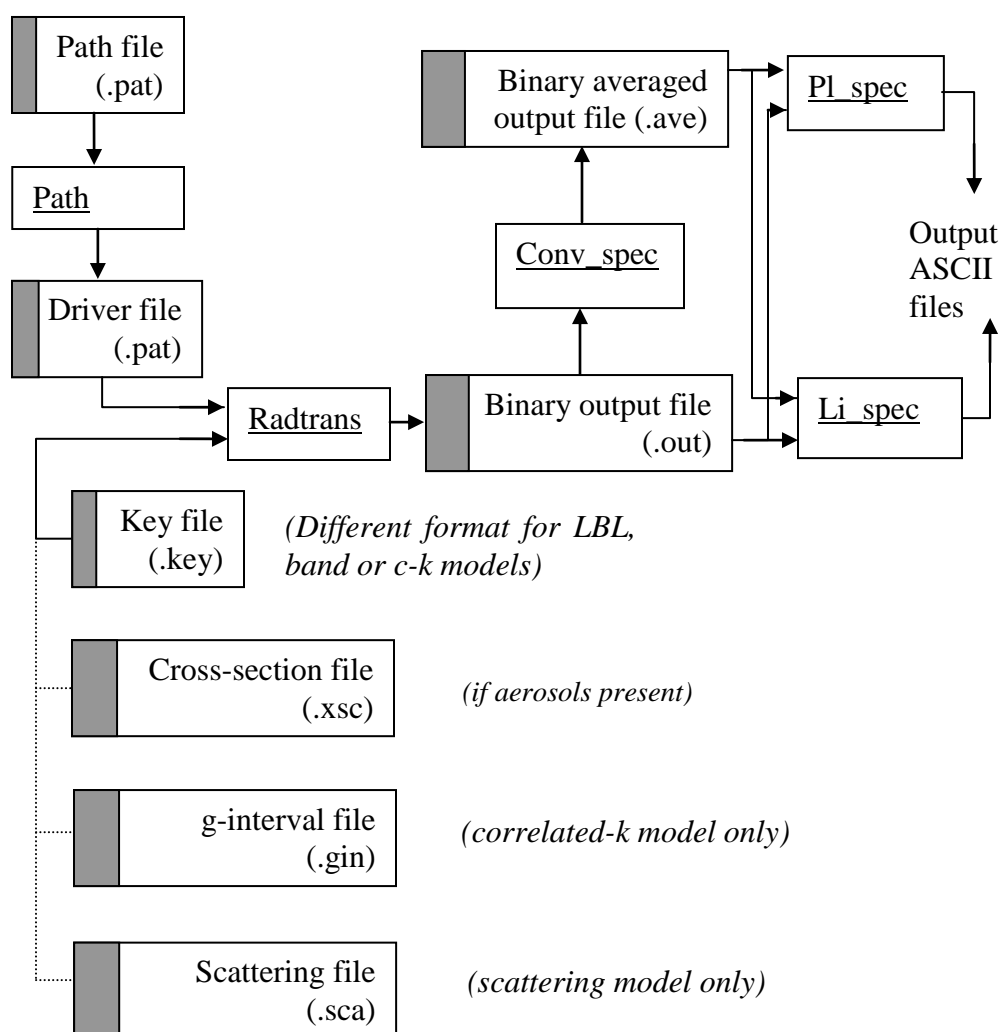 Path file
(.pat)
Path
Driver file
(.pat)
Binary averaged
output file (.ave)
Pl_spec
Conv_spec
Output
ASCII
files
Radtrans
Binary output file
(.out)
Li_spec
Key file
(.key)
(Different format for LBL,
band or c-k models)
Cross-section file
(.xsc)
(if aerosols present)
g-interval file
(.gin)
(correlated-k model only)
Scattering file
(.sca)
(scattering model only)